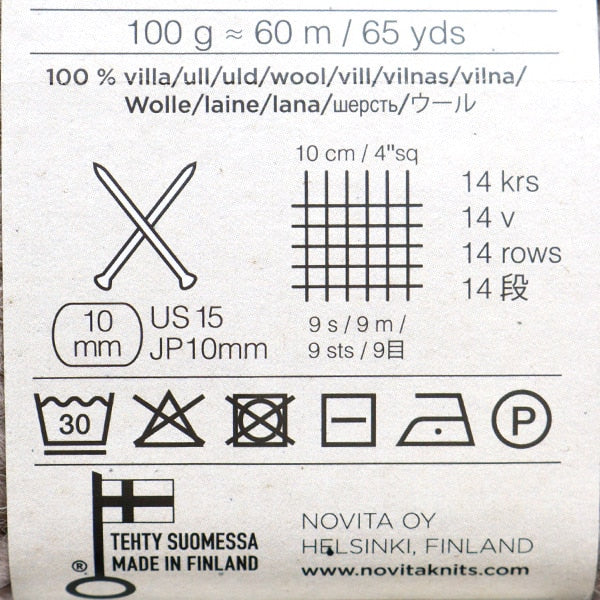 100 g ≈ 60 m / 65 yds
100 % villa/ull/uld/wool/vill/vilnas/vilna/
Wolle/laine/lana/шерсть/ウール
10 cm / 4"sq
14 krs
14 v
14 rows
14 段
10
mm
US 15
JP10mm
9 s / 9 m /
9 sts / 9目
30
P
TEHTY SUOMESSA
® MADE IN FINLAND
NOVITA OY
HELSINKI, FINLAND
www.novitaknits.com